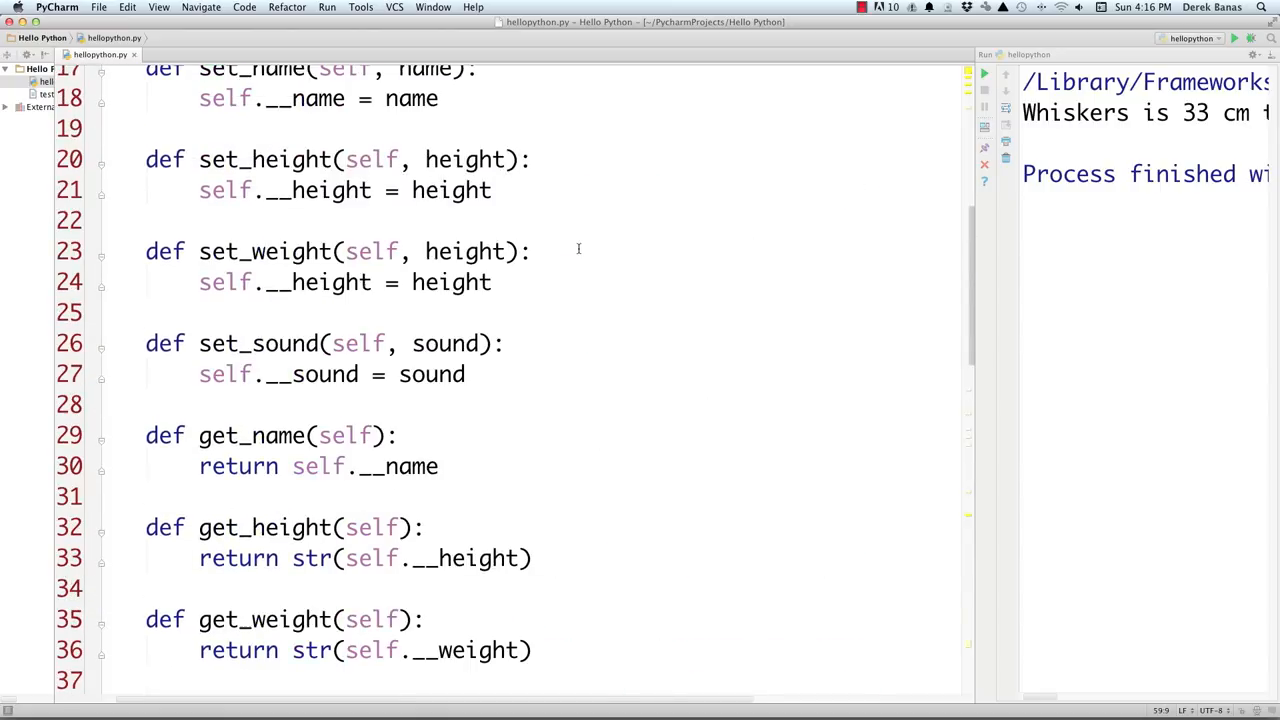 PyCharm File Edit View Navigate Code Refactor Run Tools VCS Window Help 10 Sun 4:16 PM Derek Banas
hellopython.py - Hello Python - [~/PycharmProjects/Hello Python]
Hello Python hellopython.py hellopython
hellopython.py Run hellopython
Hello P
hell
test
Extern
17 def set_name(self, name):
18 self.__name = name
19
20 def set_height(self, height):
21 self.__height = height
22
23 def set_weight(self, height):
24 self.__height = height
25
26 def set_sound(self, sound):
27 self.__sound = sound
28
29 def get_name(self):
30 return self.__name
31
32 def get_height(self):
33 return str(self.__height)
34
35 def get_weight(self):
36 return str(self.__weight)
37
/Library/Frameworks
Whiskers is 33 cm t
Process finished wi
59:9 LF UTF-8